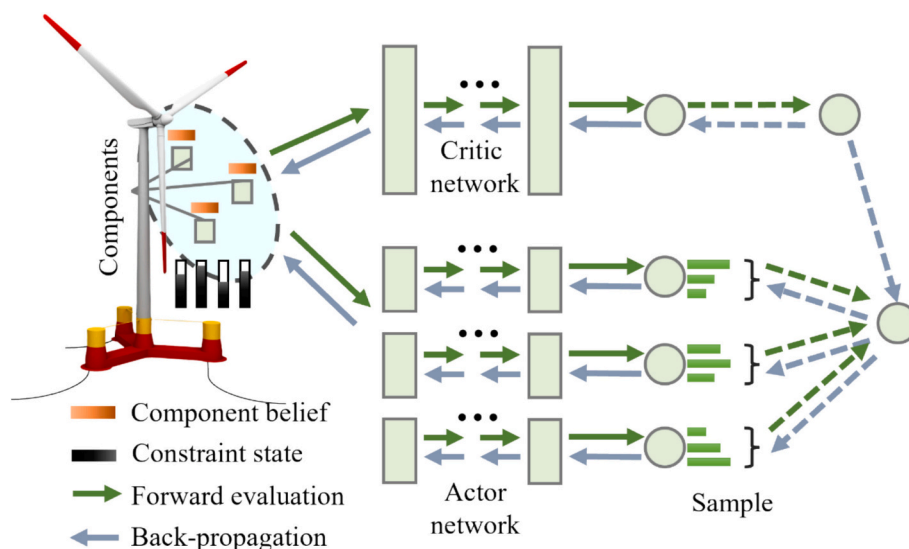 Components
Critic
network
Component belief
Constraint state
Forward evaluation
Back-propagation
Actor
network
Sample